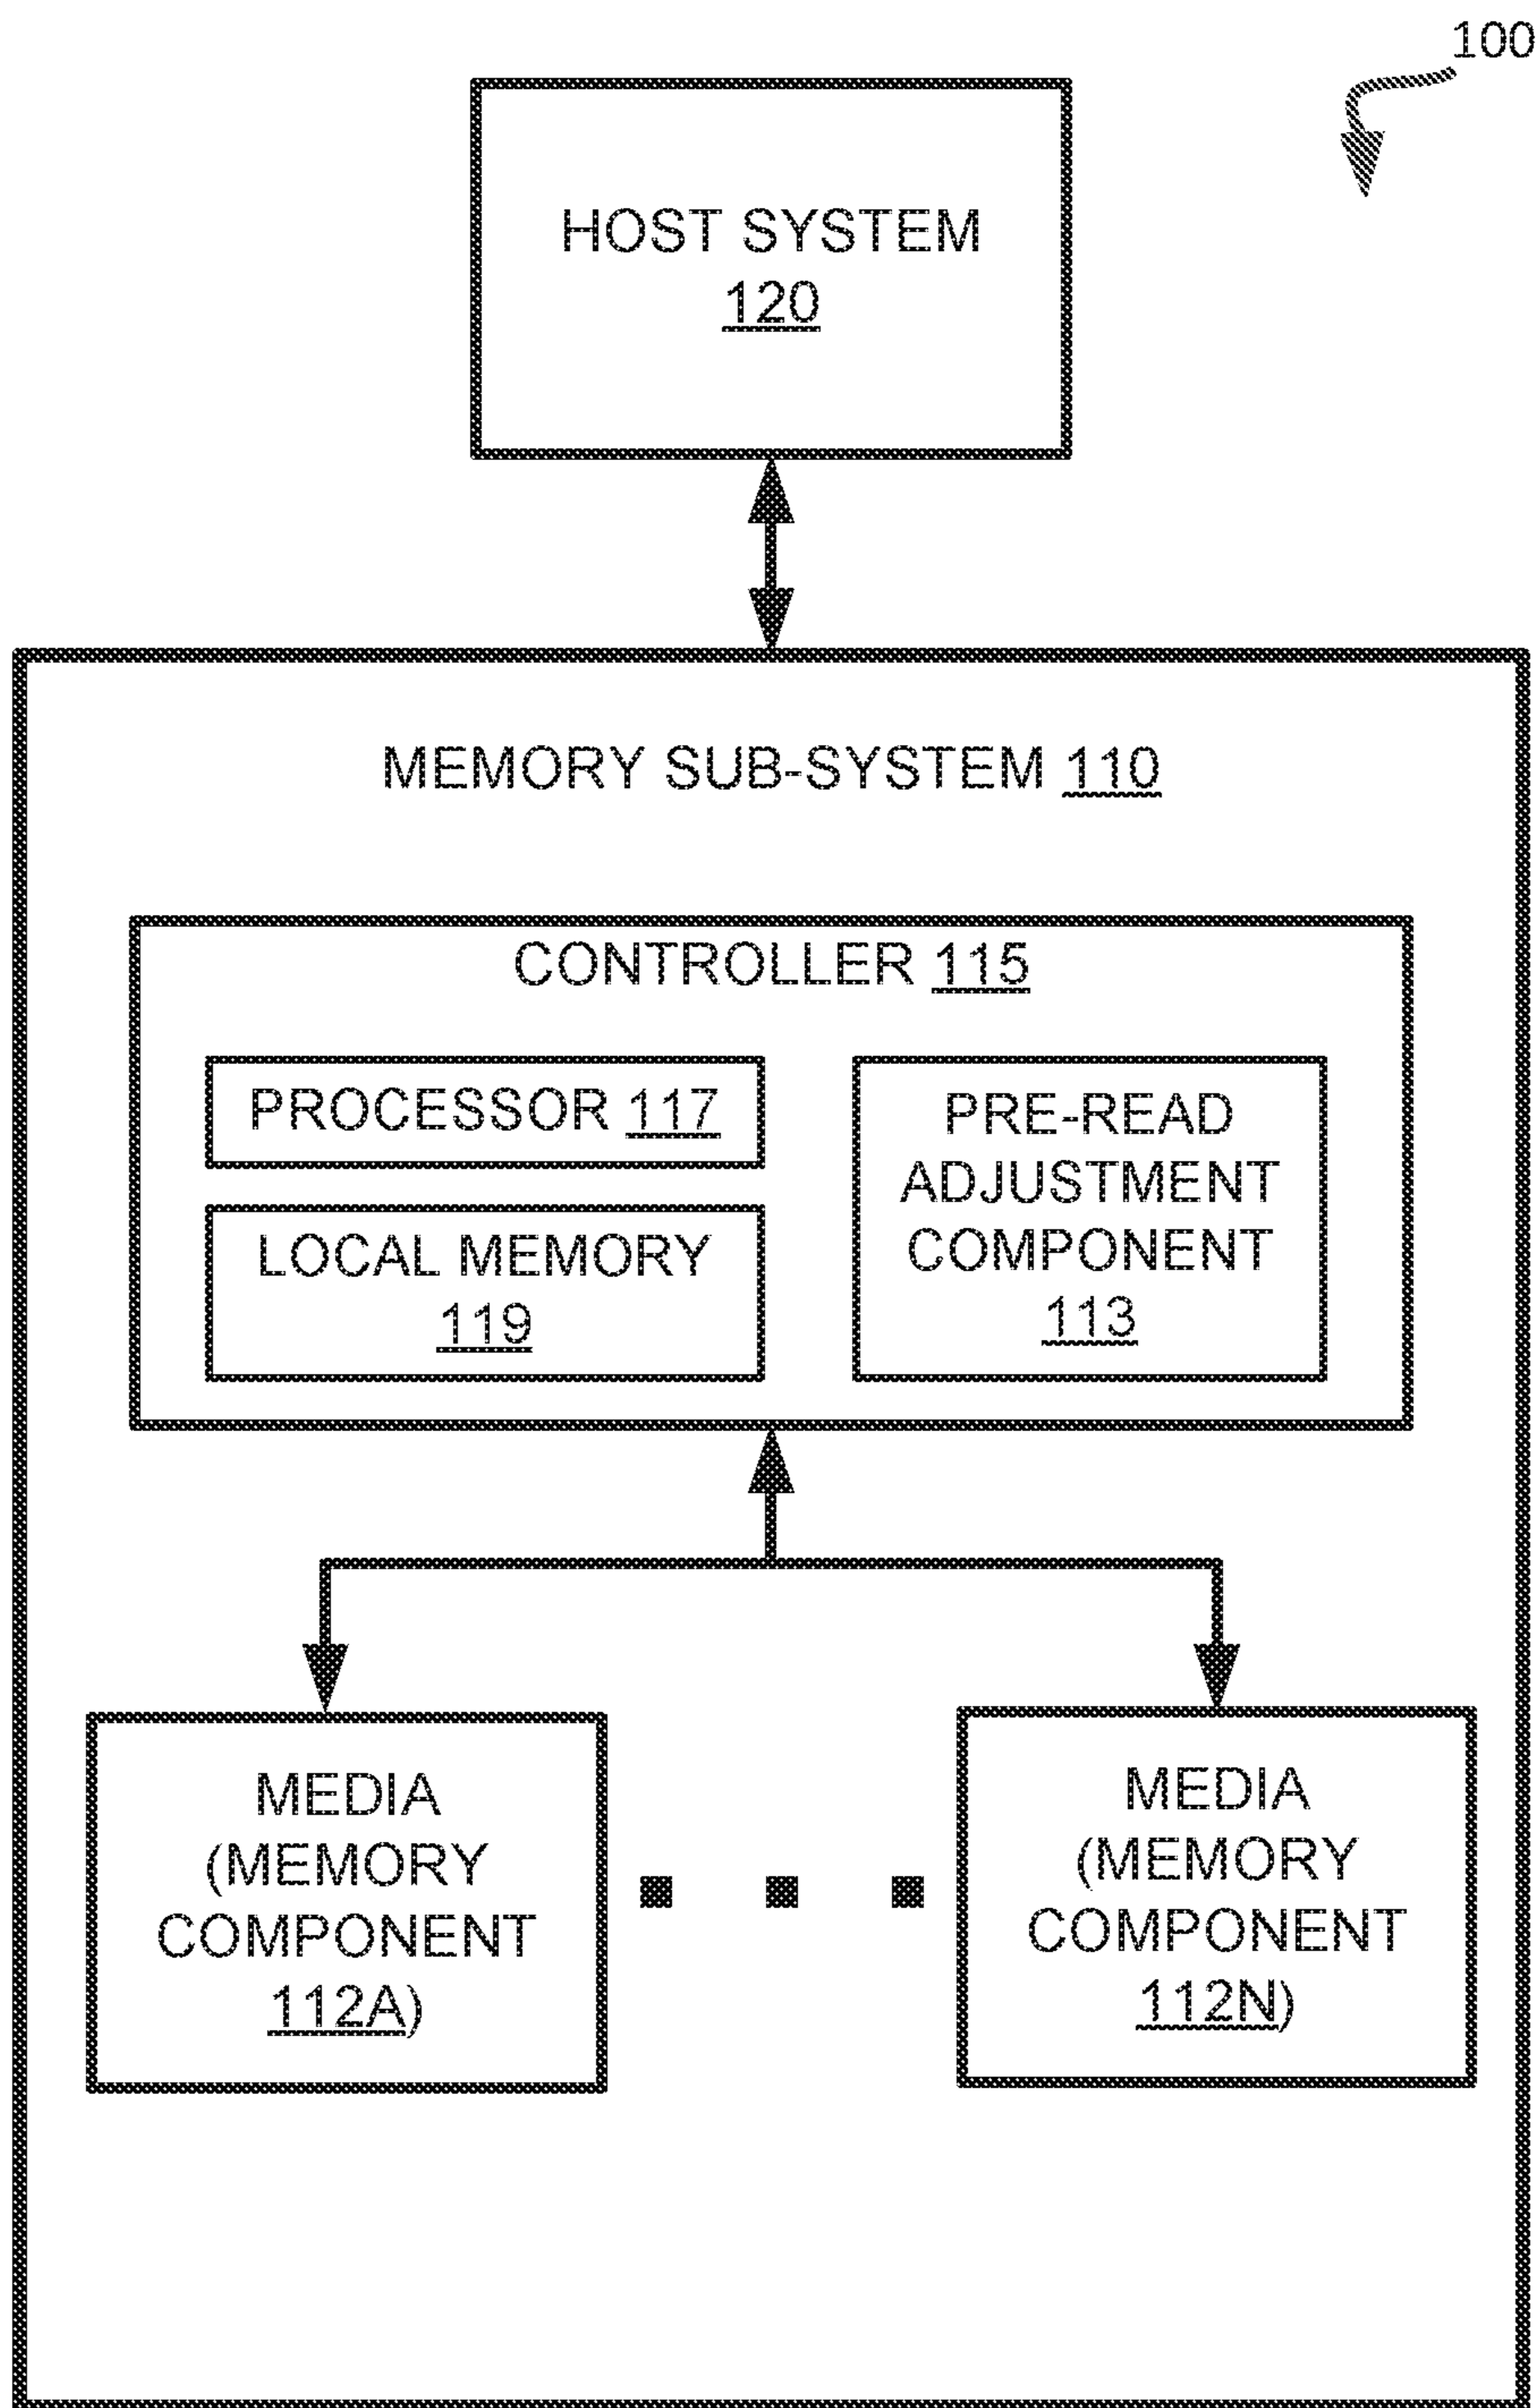 100
HOST SYSTEM
120
MEMORY SUB-SYSTEM 110
CONTROLLER 115
PROCESSOR 117
LOCAL MEMORY
119
PRE-READ
ADJUSTMENT
COMPONENT
113
MEDIA
(MEMORY
COMPONENT
112A)
MEDIA
(MEMORY
COMPONENT
112N)